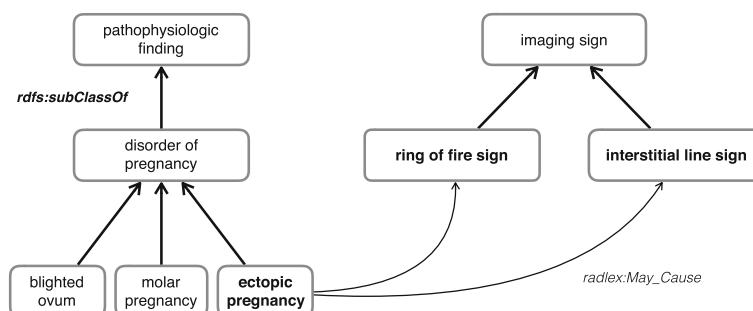 pathophysiologic
finding
imaging sign
rdfs:subClassOf
disorder of
pregnancy
ring of fire sign
interstitial line sign
blighted
ovum
molar
pregnancy
ectopic
pregnancy
radlex:May_Cause